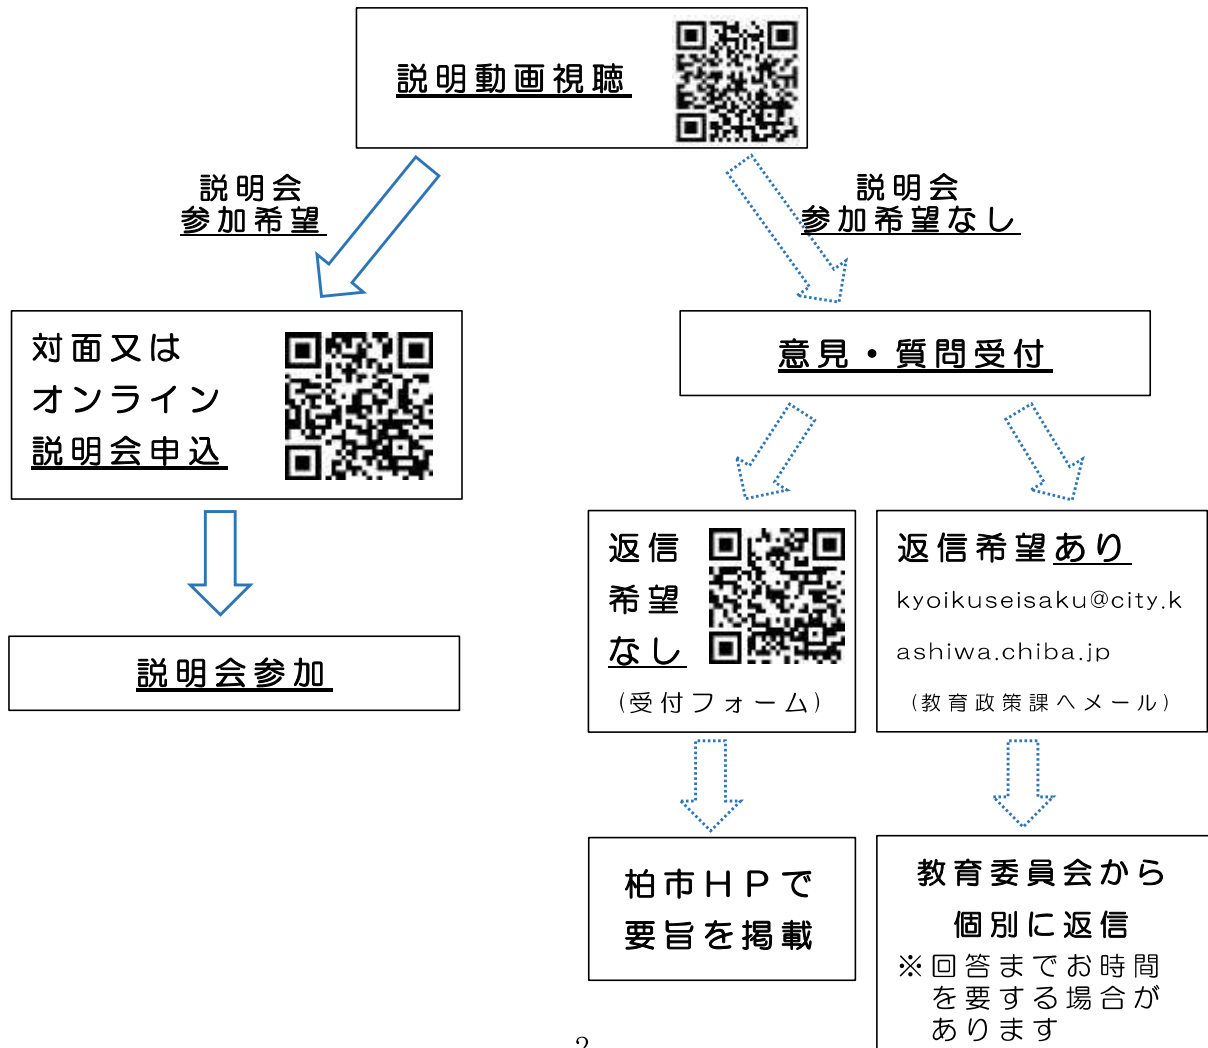 説明動画視聴
説明会
参加希望
説明会
参加希望なし
対面又は
オンライン
説明会申込
意見・質問受付
説明会参加
返信
希望
なし
(受付フォーム)
返信希望あり
kyoikuseisaku@city.k
ashiwa.chiba.jp
(教育政策課へメール)
柏市HPで
要旨を掲載
教育委員会から
個別に返信
※回答までお時間
を要する場合が
あります
2